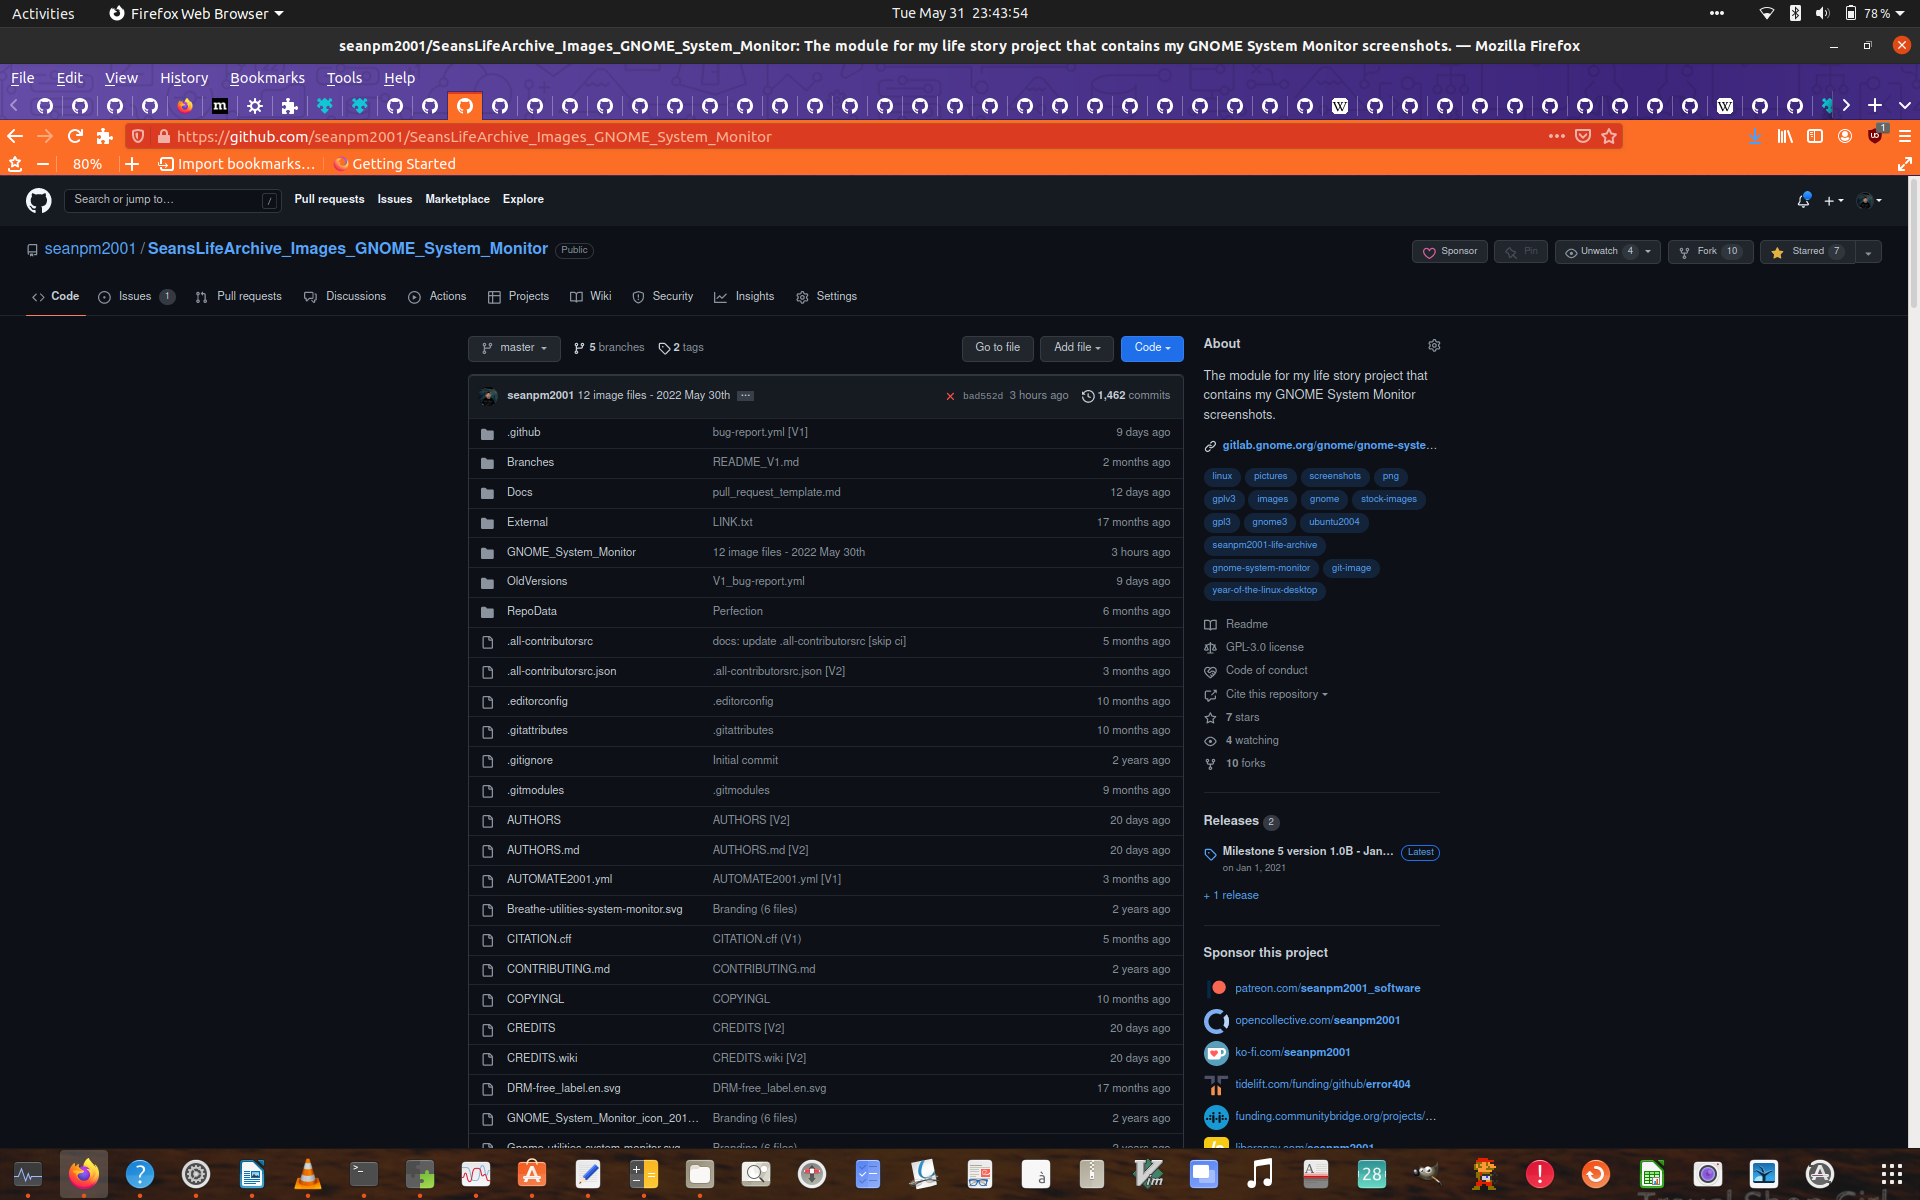 Activities Firefox Web Browser Tue May 31 23:43:54 78 %
seanpm2001/SeansLifeArchive_Images_GNOME_System_Monitor: The module for my life story project that contains my GNOME System Monitor screenshots. — Mozilla Firefox
File Edit View History Bookmarks Tools Help
https://github.com/seanpm2001/SeansLifeArchive_Images_GNOME_System_Monitor 1
80% Import bookmarks… Getting Started
Search or jump to… / Pull requests Issues Marketplace Explore
seanpm2001 / SeansLifeArchive_Images_GNOME_System_Monitor Public Sponsor Pin Unwatch 4 Fork 10 Starred 7
Code Issues 1 Pull requests Discussions Actions Projects Wiki Security Insights Settings
master 5 branches 2 tags Go to file Add file Code
seanpm2001 12 image files - 2022 May 30th bad552d 3 hours ago 1,462 commits
.github bug-report.yml [V1] 9 days ago
Branches README_V1.md 2 months ago
Docs pull_request_template.md 12 days ago
External LINK.txt 17 months ago
GNOME_System_Monitor 12 image files - 2022 May 30th 3 hours ago
OldVersions V1_bug-report.yml 9 days ago
RepoData Perfection 6 months ago
.all-contributorsrc docs: update .all-contributorsrc [skip ci] 5 months ago
.all-contributorsrc.json .all-contributorsrc.json [V2] 3 months ago
.editorconfig .editorconfig 10 months ago
.gitattributes .gitattributes 10 months ago
.gitignore Initial commit 2 years ago
.gitmodules .gitmodules 9 months ago
AUTHORS AUTHORS [V2] 20 days ago
AUTHORS.md AUTHORS.md [V2] 20 days ago
AUTOMATE2001.yml AUTOMATE2001.yml [V1] 3 months ago
Breathe-utilities-system-monitor.svg Branding (6 files) 2 years ago
CITATION.cff CITATION.cff (V1) 5 months ago
CONTRIBUTING.md CONTRIBUTING.md 2 years ago
COPYINGL COPYINGL 10 months ago
CREDITS CREDITS [V2] 20 days ago
CREDITS.wiki CREDITS.wiki [V2] 20 days ago
DRM-free_label.en.svg DRM-free_label.en.svg 17 months ago
GNOME_System_Monitor_icon_201… Branding (6 files) 2 years ago
Gnome-utilities-system-monitor.svg Branding (6 files) 2 years ago
About
The module for my life story project that
contains my GNOME System Monitor
screenshots.
gitlab.gnome.org/gnome/gnome-syste…
linux pictures screenshots png
gplv3 images gnome stock-images
gpl3 gnome3 ubuntu2004
seanpm2001-life-archive
gnome-system-monitor git-image
year-of-the-linux-desktop
Readme
GPL-3.0 license
Code of conduct
Cite this repository
7 stars
4 watching
10 forks
Releases 2
Milestone 5 version 1.0B - Jan… Latest
on Jan 1, 2021
+ 1 release
Sponsor this project
patreon.com/seanpm2001_software
opencollective.com/seanpm2001
ko-fi.com/seanpm2001
tidelift.com/funding/github/error404
funding.communitybridge.org/projects/…
liberapay.com/seanpm2001
28